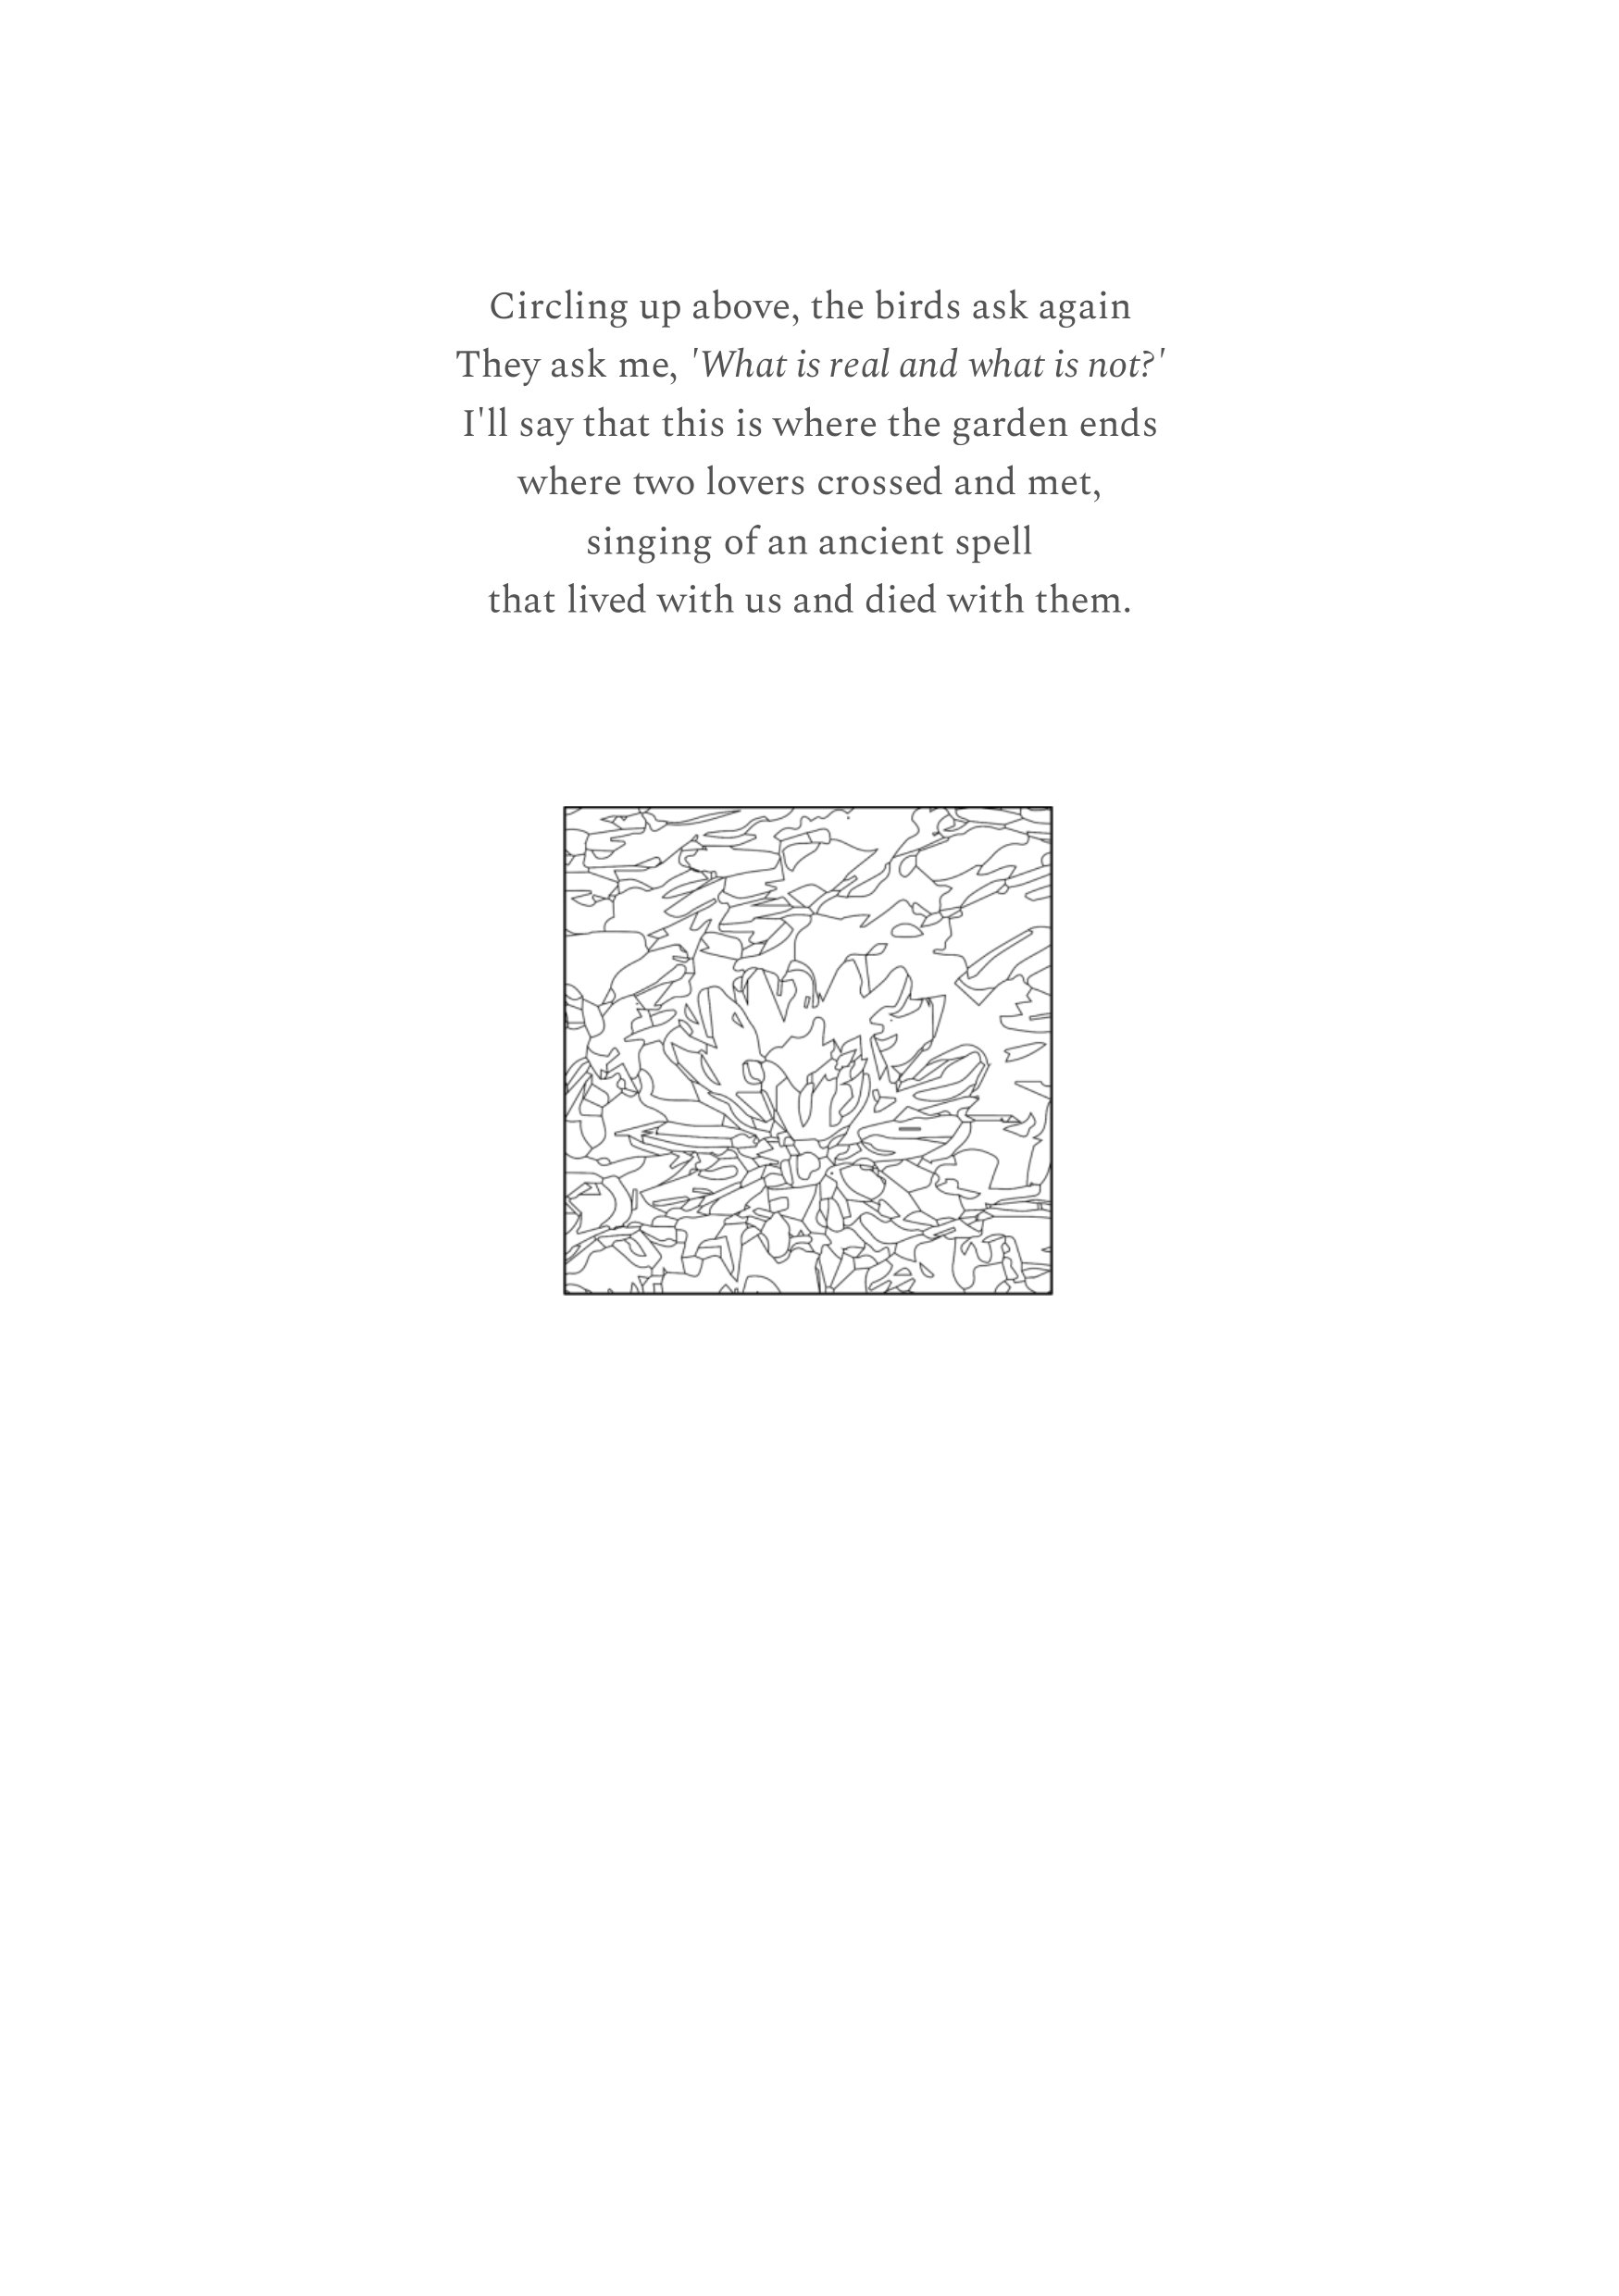 Circling up above, the birds ask again
They ask me, 'What is real and what is not?'
I'll say that this is where the garden ends
where two lovers crossed and met,
singing of an ancient spell
that lived with us and died with them.